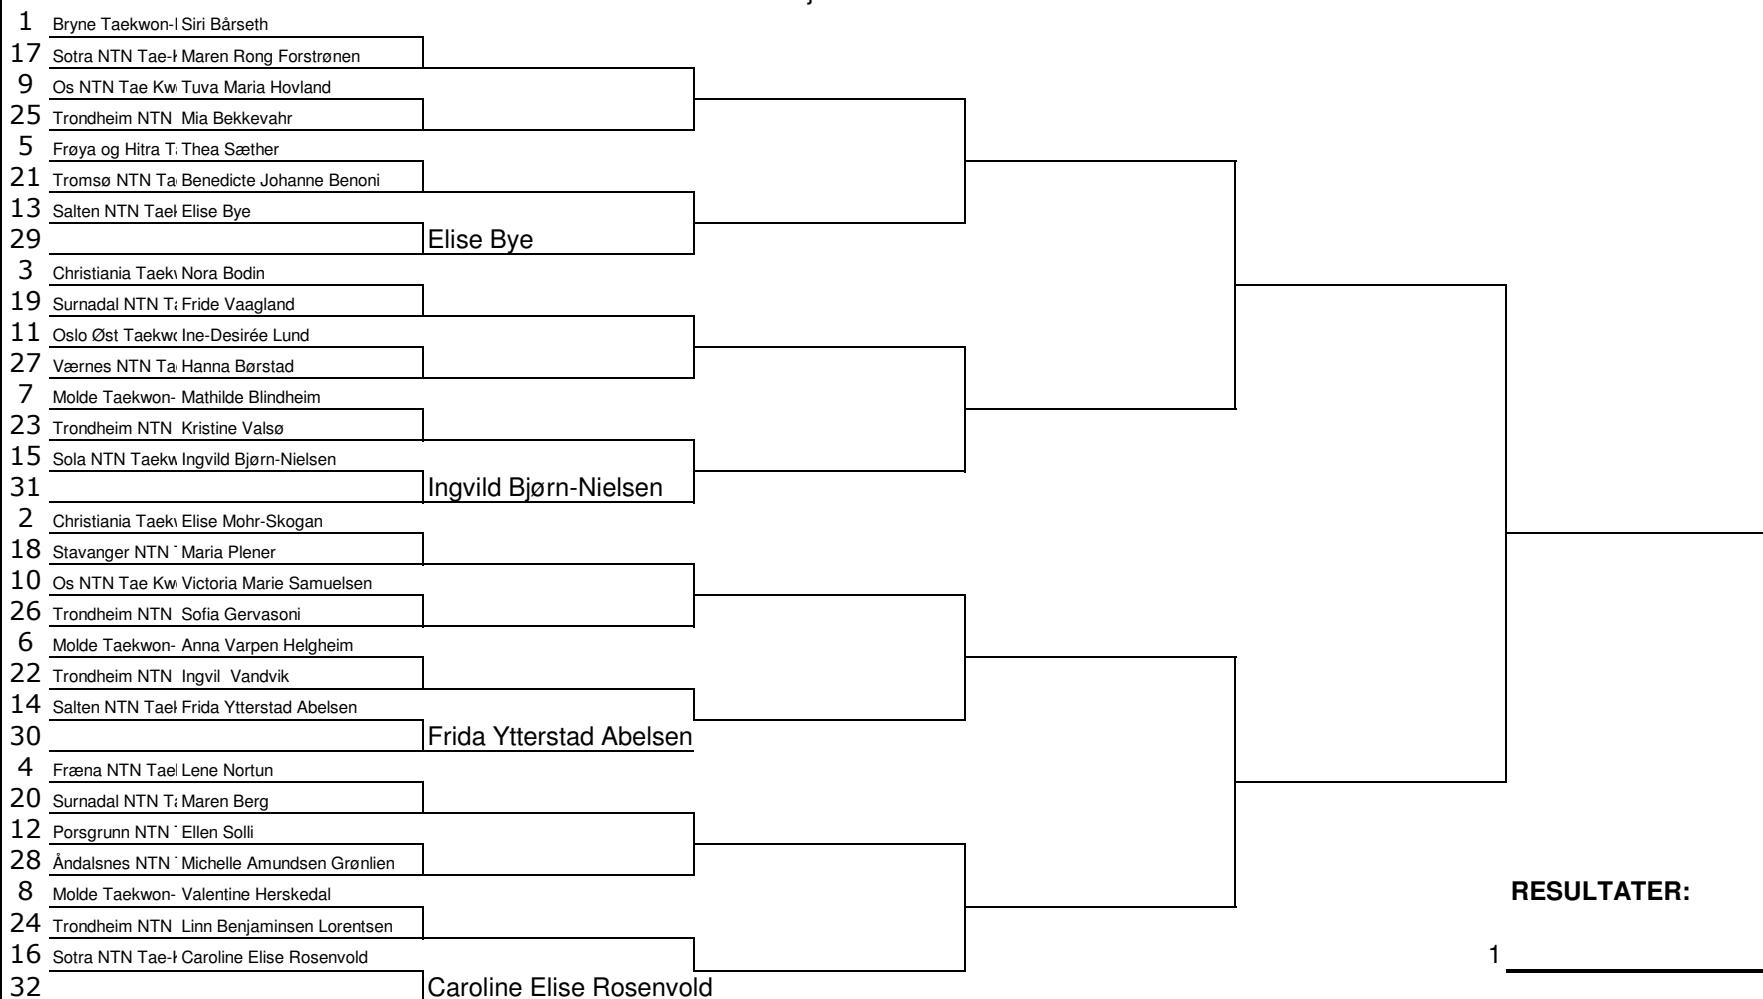 1 Bryne Taekwon- Siri Bårseth
17 Sotra NTN Tae- Maren Rong Forstrønen
9 Os NTN Tae Kw Tuva Maria Hovland
25 Trondheim NTN Mia Bekkevahr
5 Frøya og Hitra T Thea Sæther
21 Tromsø NTN Ta Benedicte Johanne Benoni
13 Salten NTN Tae Elise Bye
29 Elise Bye
3 Christiania Taek Nora Bodin
19 Surnadal NTN T Fride Vaagland
11 Oslo Øst Taekw Ine-Desirée Lund
27 Værnes NTN Ta Hanna Børstad
7 Molde Taekwon- Mathilde Blindheim
23 Trondheim NTN Kristine Valsø
15 Sola NTN Taekw Ingvild Bjørn-Nielsen
31 Ingvild Bjørn-Nielsen
2 Christiania Taek Elise Mohr-Skogan
18 Stavanger NTN Maria Plener
10 Os NTN Tae Kw Victoria Marie Samuelsen
26 Trondheim NTN Sofia Gervasoni
6 Molde Taekwon- Anna Varpen Helgheim
22 Trondheim NTN Ingvil Vandvik
14 Salten NTN Tae Frida Ytterstad Abelsen
30 Frida Ytterstad Abelsen
4 Fræna NTN Tae Lene Nortun
20 Surnadal NTN T Maren Berg
12 Porsgrunn NTN Ellen Solli
28 Åndalsnes NTN Michelle Amundsen Grønlien
8 Molde Taekwon- Valentine Herskedal
RESULTATER:
24 Trondheim NTN Linn Benjaminsen Lorentsen
16 Sotra NTN Tae- Caroline Elise Rosenvold
1
32 Caroline Elise Rosenvold